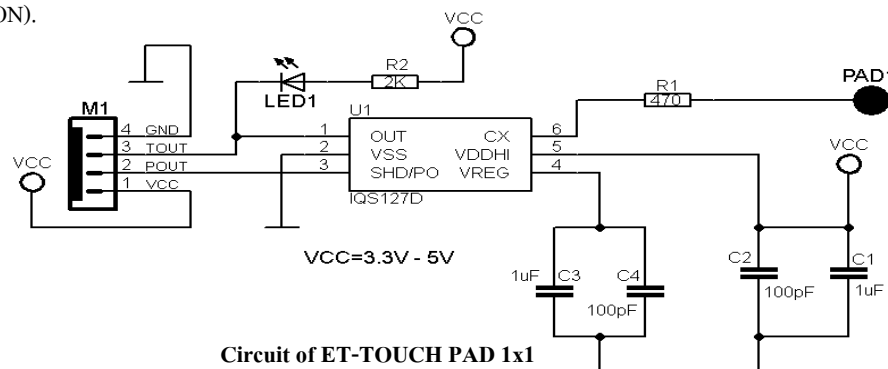 ON).
VCC
R2
2K
LED1
R1
470
PAD1
M1
4 GND
3 TOUT
2 POUT
1 VCC
VCC
U1
1 OUT
2 VSS
3 SHD/PO
CX 6
VDDHI 5
VREG 4
IQS127D
VCC
VCC=3.3V - 5V
1uF C3
C4
100pF
C2
100pF
C1
1uF
Circuit of ET-TOUCH PAD 1x1